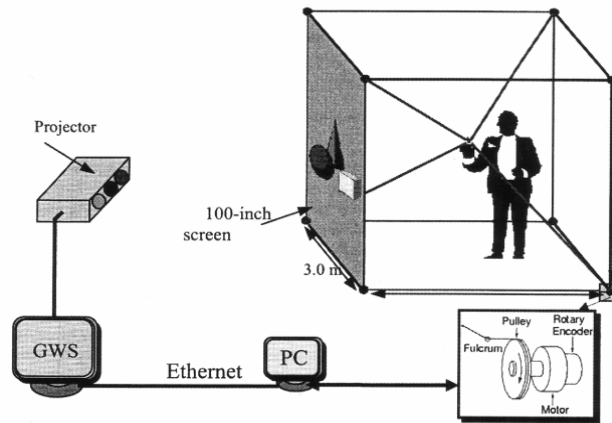 Projector
100-inch
screen
3.0 m
GWS
Ethernet
PC
Pulley
Rotary
Encoder
Fulcrum
Motor